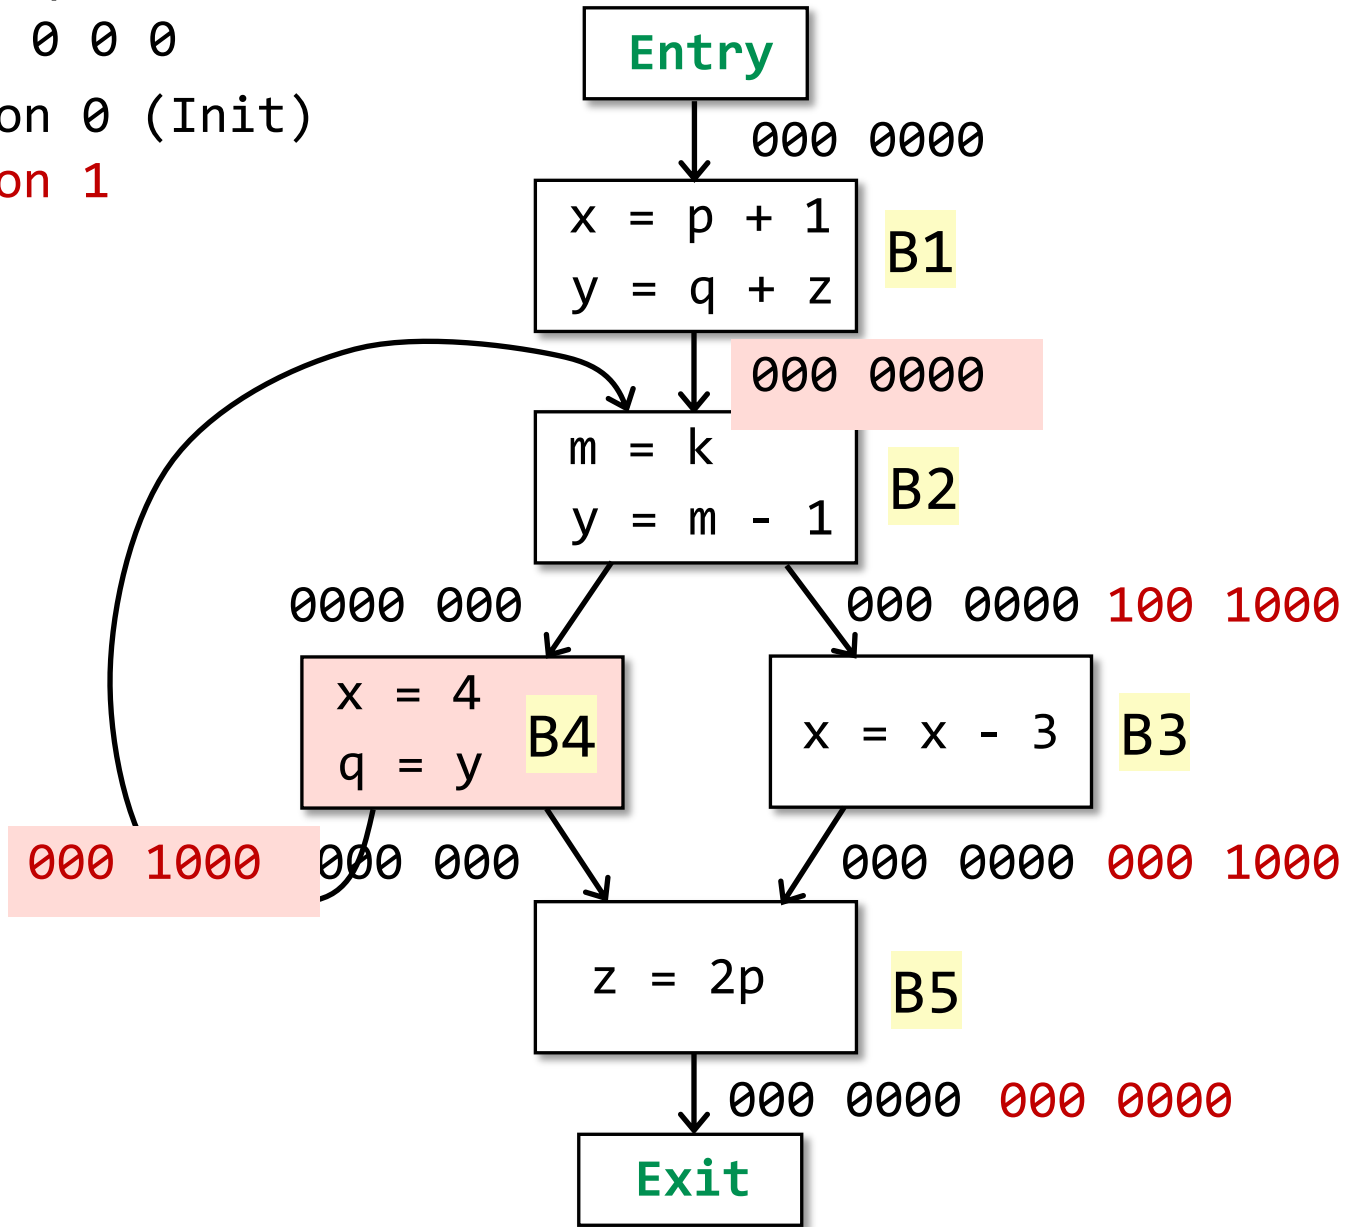 0 0 0
on 0 (Init)
on 1
Entry
000 0000
x = p + 1
y = q + z
B1
000 0000
m = k
y = m - 1
B2
0000 000
000 0000 100 1000
x = 4
q = y
B4
x = x - 3
B3
000 1000
000 000
000 0000 000 1000
z = 2p
B5
000 0000 000 0000
Exit